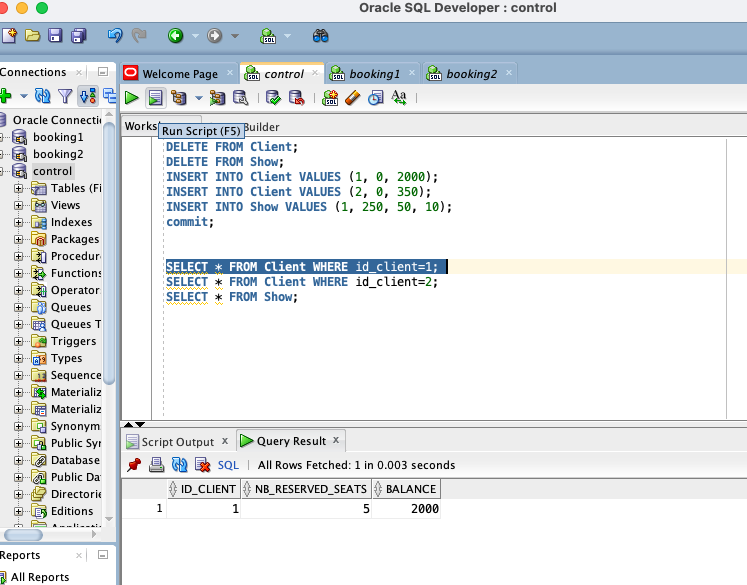 Oracle SQL Developer : control
Connections
Welcome Page
control
booking1
booking2
Oracle Connecti
booking1
booking2
control
Tables (Fi
Views
Indexes
Packages
Procedur
Functions
Operator
Queues
Queues T
Triggers
Types
Sequence
Materializ
Materializ
Synonym
Public Syn
Database
Public Da
Directorie
Editions
Reports
All Reports
Works
Run Script (F5)
Builder
DELETE FROM Client;
DELETE FROM Show;
INSERT INTO Client VALUES (1, 0, 2000);
INSERT INTO Client VALUES (2, 0, 350);
INSERT INTO Show VALUES (1, 250, 50, 10);
commit;
SELECT * FROM Client WHERE id_client=1;
SELECT * FROM Client WHERE id_client=2;
SELECT * FROM Show;
Script Output x
Query Result x
SQL | All Rows Fetched: 1 in 0.003 seconds
ID_CLIENT NB_RESERVED_SEATS BALANCE
1 1 5 2000